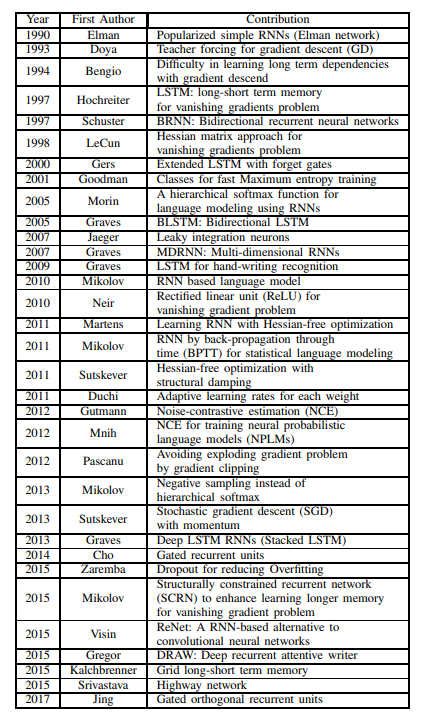 Year First Author Contribution
1990 Elman Popularized simple RNNs (Elman network)
1993 Doya Teacher forcing for gradient descent (GD)
1994 Bengio Difficulty in learning long term dependencies
with gradient descend
1997 Hochreiter LSTM: long-short term memory
for vanishing gradients problem
1997 Schuster BRNN: Bidirectional recurrent neural networks
1998 LeCun Hessian matrix approach for
vanishing gradients problem
2000 Gers Extended LSTM with forget gates
2001 Goodman Classes for fast Maximum entropy training
2005 Morin A hierarchical softmax function for
language modeling using RNNs
2005 Graves BLSTM: Bidirectional LSTM
2007 Jaeger Leaky integration neurons
2007 Graves MDRNN: Multi-dimensional RNNs
2009 Graves LSTM for hand-writing recognition
2010 Mikolov RNN based language model
2010 Neir Rectified linear unit (ReLU) for
vanishing gradient problem
2011 Martens Learning RNN with Hessian-free optimization
2011 Mikolov RNN by back-propagation through
time (BPTT) for statistical language modeling
2011 Sutskever Hessian-free optimization with
structural damping
2011 Duchi Adaptive learning rates for each weight
2012 Gutmann Noise-contrastive estimation (NCE)
2012 Mnih NCE for training neural probabilistic
language models (NPLMs)
2012 Pascanu Avoiding exploding gradient problem
by gradient clipping
2013 Mikolov Negative sampling instead of
hierarchical softmax
2013 Sutskever Stochastic gradient descent (SGD)
with momentum
2013 Graves Deep LSTM RNNs (Stacked LSTM)
2014 Cho Gated recurrent units
2015 Zaremba Dropout for reducing Overfitting
2015 Mikolov Structurally constrained recurrent network
(SCRN) to enhance learning longer memory
for vanishing gradient problem
2015 Visin ReNet: A RNN-based alternative to
convolutional neural networks
2015 Gregor DRAW: Deep recurrent attentive writer
2015 Kalchbrenner Grid long-short term memory
2015 Srivastava Highway network
2017 Jing Gated orthogonal recurrent units